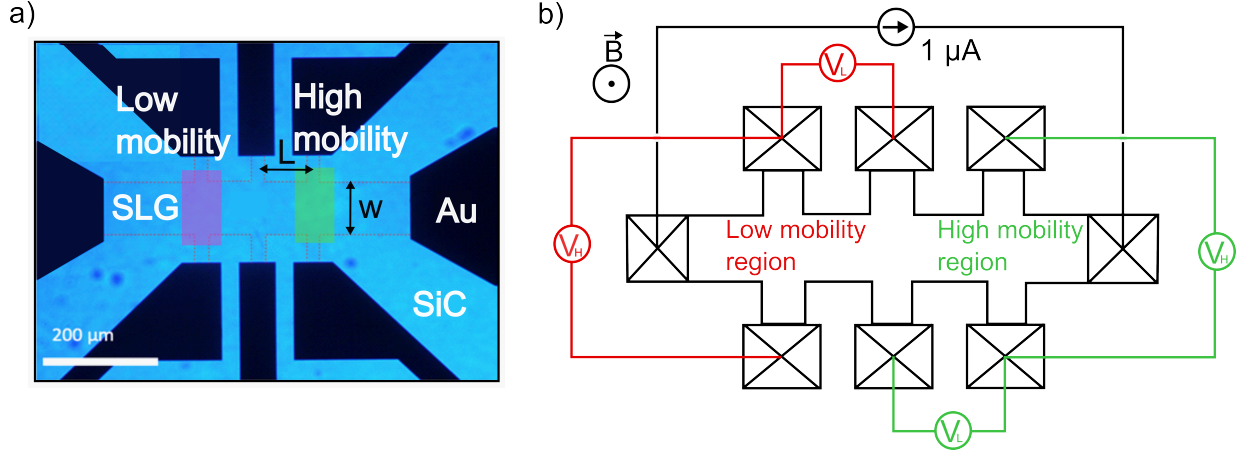 a)
Low
mobility
High
mobility
L
SLG
W
Au
SiC
200 µm
b)
B
1 µA
V_L
V_H
Low mobility
region
High mobility
region
V_H
V_L